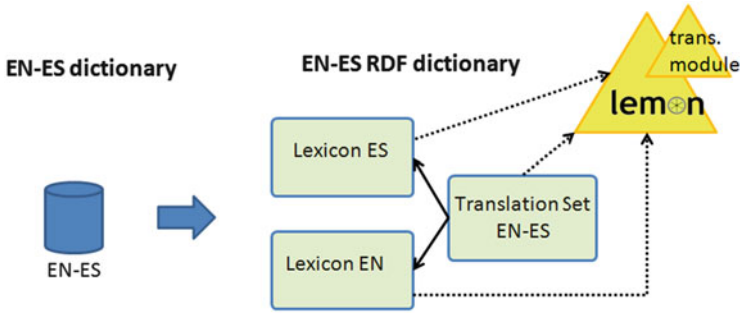 EN-ES dictionary
EN-ES RDF dictionary
trans.
module
lemon
Lexicon ES
Translation Set
EN-ES
Lexicon EN
EN-ES